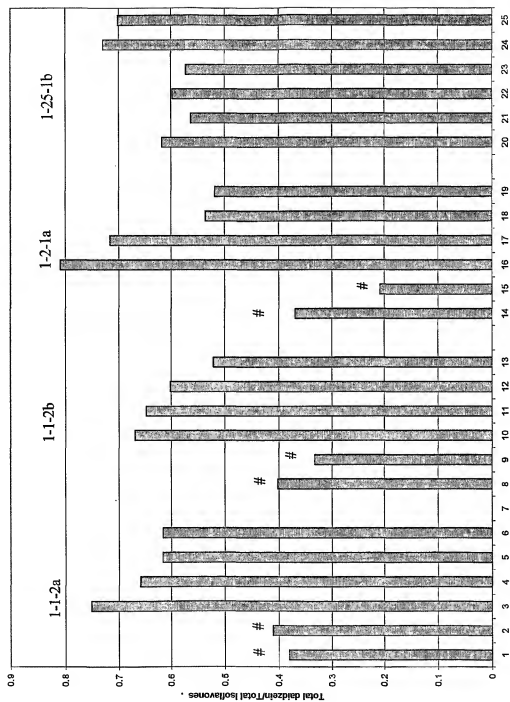 Total daidzein/Total Isoflavones .
0.9
0.8
0.7
0.6
0.5
0.4
0.3
0.2
0.1
0
1-1-2a
1-1-2b
1-2-1a
1-25-1b
#
#
#
#
#
#
1 2 3 4 5 6 7 8 9 10 11 12 13 14 15 16 17 18 19 20 21 22 23 24 25